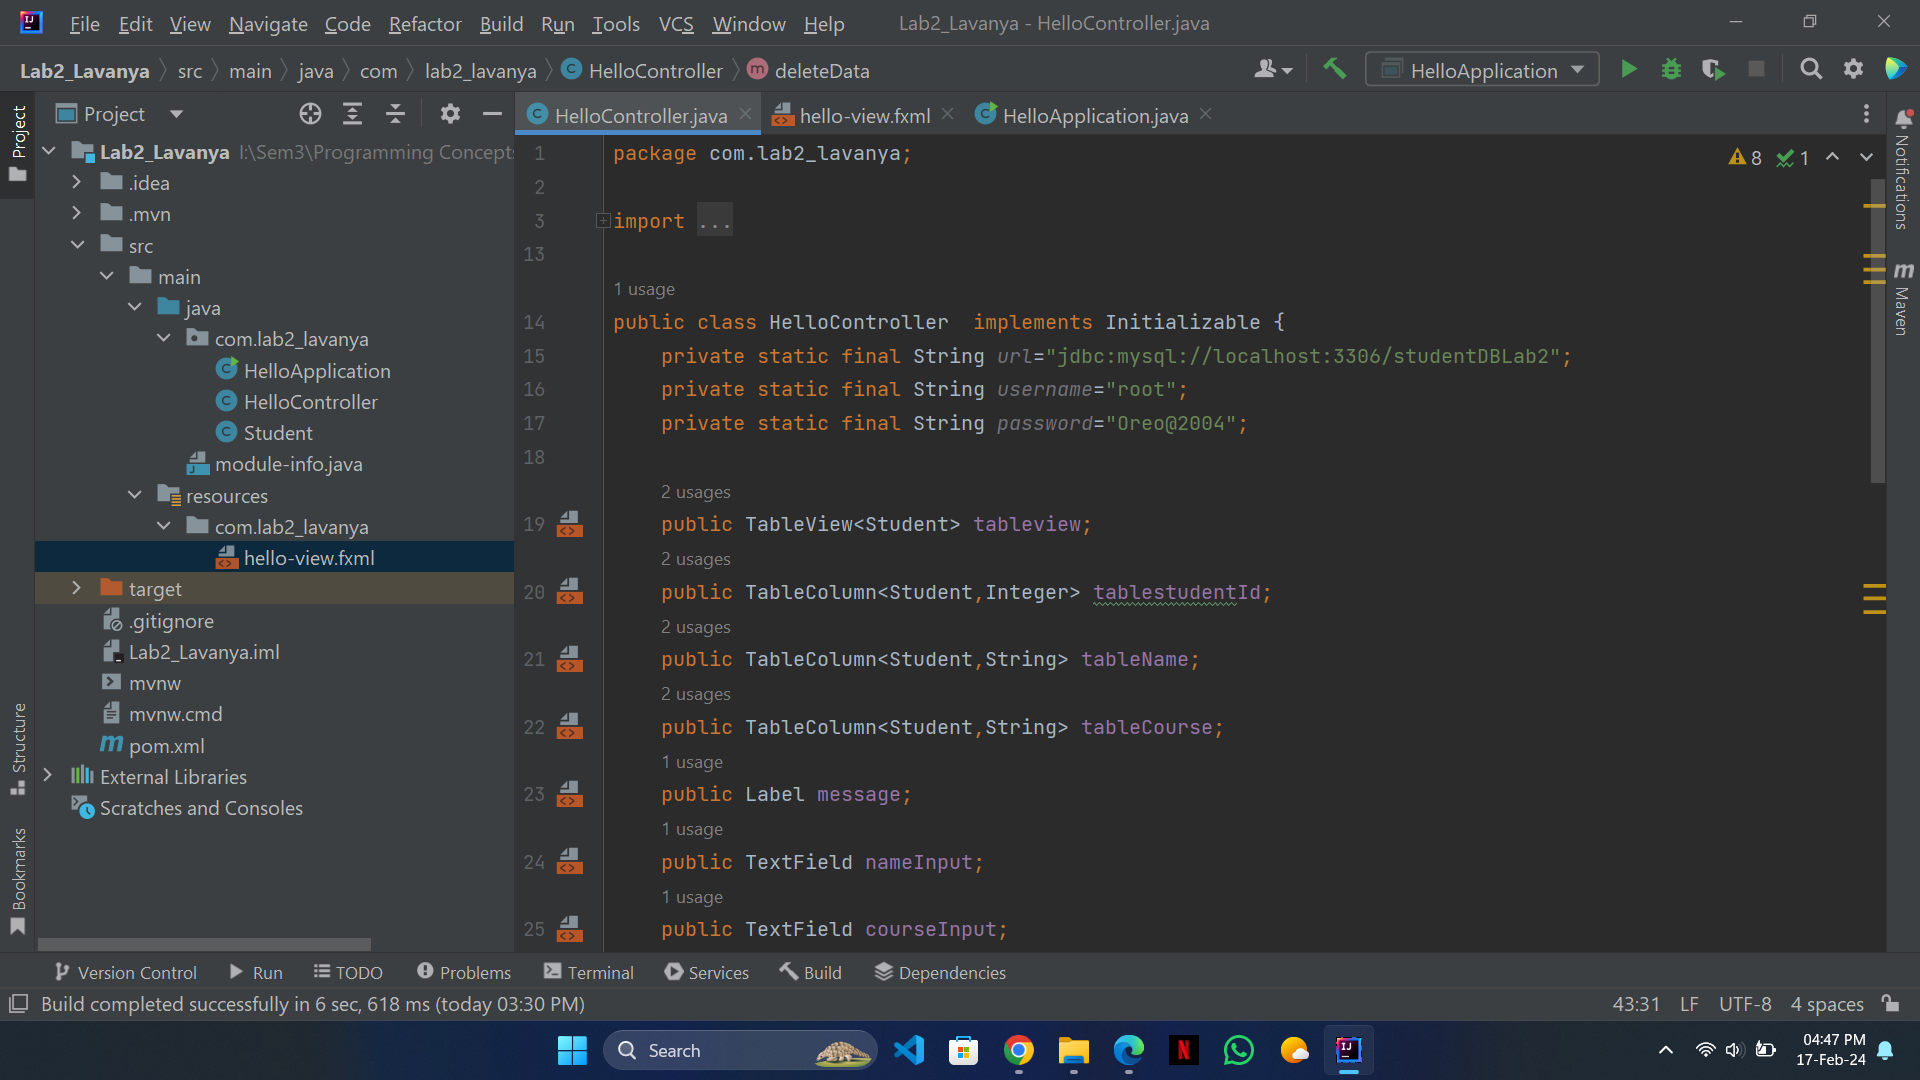 File Edit View Navigate Code Refactor Build Run Tools VCS Window Help Lab2_Lavanya - HelloController.java
Lab2_Lavanya src main java com lab2_lavanya HelloController deleteData HelloApplication
Project
Project
HelloController.java hello-view.fxml HelloApplication.java
Lab2_Lavanya I:\Sem3\Programming Concept
.idea
.mvn
src
main
java
com.lab2_lavanya
HelloApplication
HelloController
Student
module-info.java
resources
com.lab2_lavanya
hello-view.fxml
target
.gitignore
Lab2_Lavanya.iml
mvnw
mvnw.cmd
pom.xml
External Libraries
Scratches and Consoles
Structure
Bookmarks
8 1
1 package com.lab2_lavanya;
2
3 import ...
13
1 usage
14 public class HelloController  implements Initializable {
15 private static final String url="jdbc:mysql://localhost:3306/studentDBLab2";
16 private static final String username="root";
17 private static final String password="Oreo@2004";
18
2 usages
19 public TableView<Student> tableview;
2 usages
20 public TableColumn<Student,Integer> tablestudentId;
2 usages
21 public TableColumn<Student,String> tableName;
2 usages
22 public TableColumn<Student,String> tableCourse;
1 usage
23 public Label message;
1 usage
24 public TextField nameInput;
1 usage
25 public TextField courseInput;
Notifications
m Maven
Version Control Run TODO Problems Terminal Services Build Dependencies
Build completed successfully in 6 sec, 618 ms (today 03:30 PM) 43:31 LF UTF-8 4 spaces
Search
04:47 PM
17-Feb-24